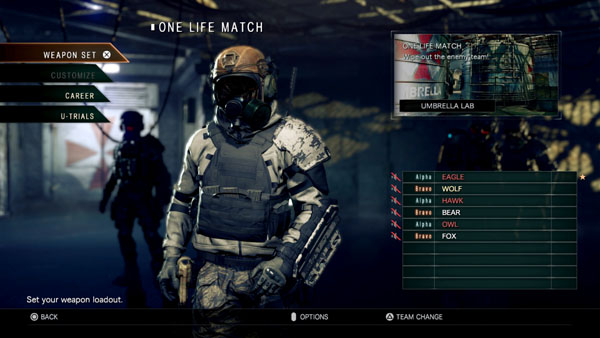 ONE LIFE MATCH
WEAPON SET
CUSTOMIZE
CAREER
U-TRIALS
ONE LIFE MATCH
Wipe out the enemy team!
UMBRELLA LAB
Alpha EAGLE
Bravo WOLF
Alpha HAWK
Bravo BEAR
Alpha OWL
Bravo FOX
Set your weapon loadout.
BACK OPTIONS TEAM CHANGE